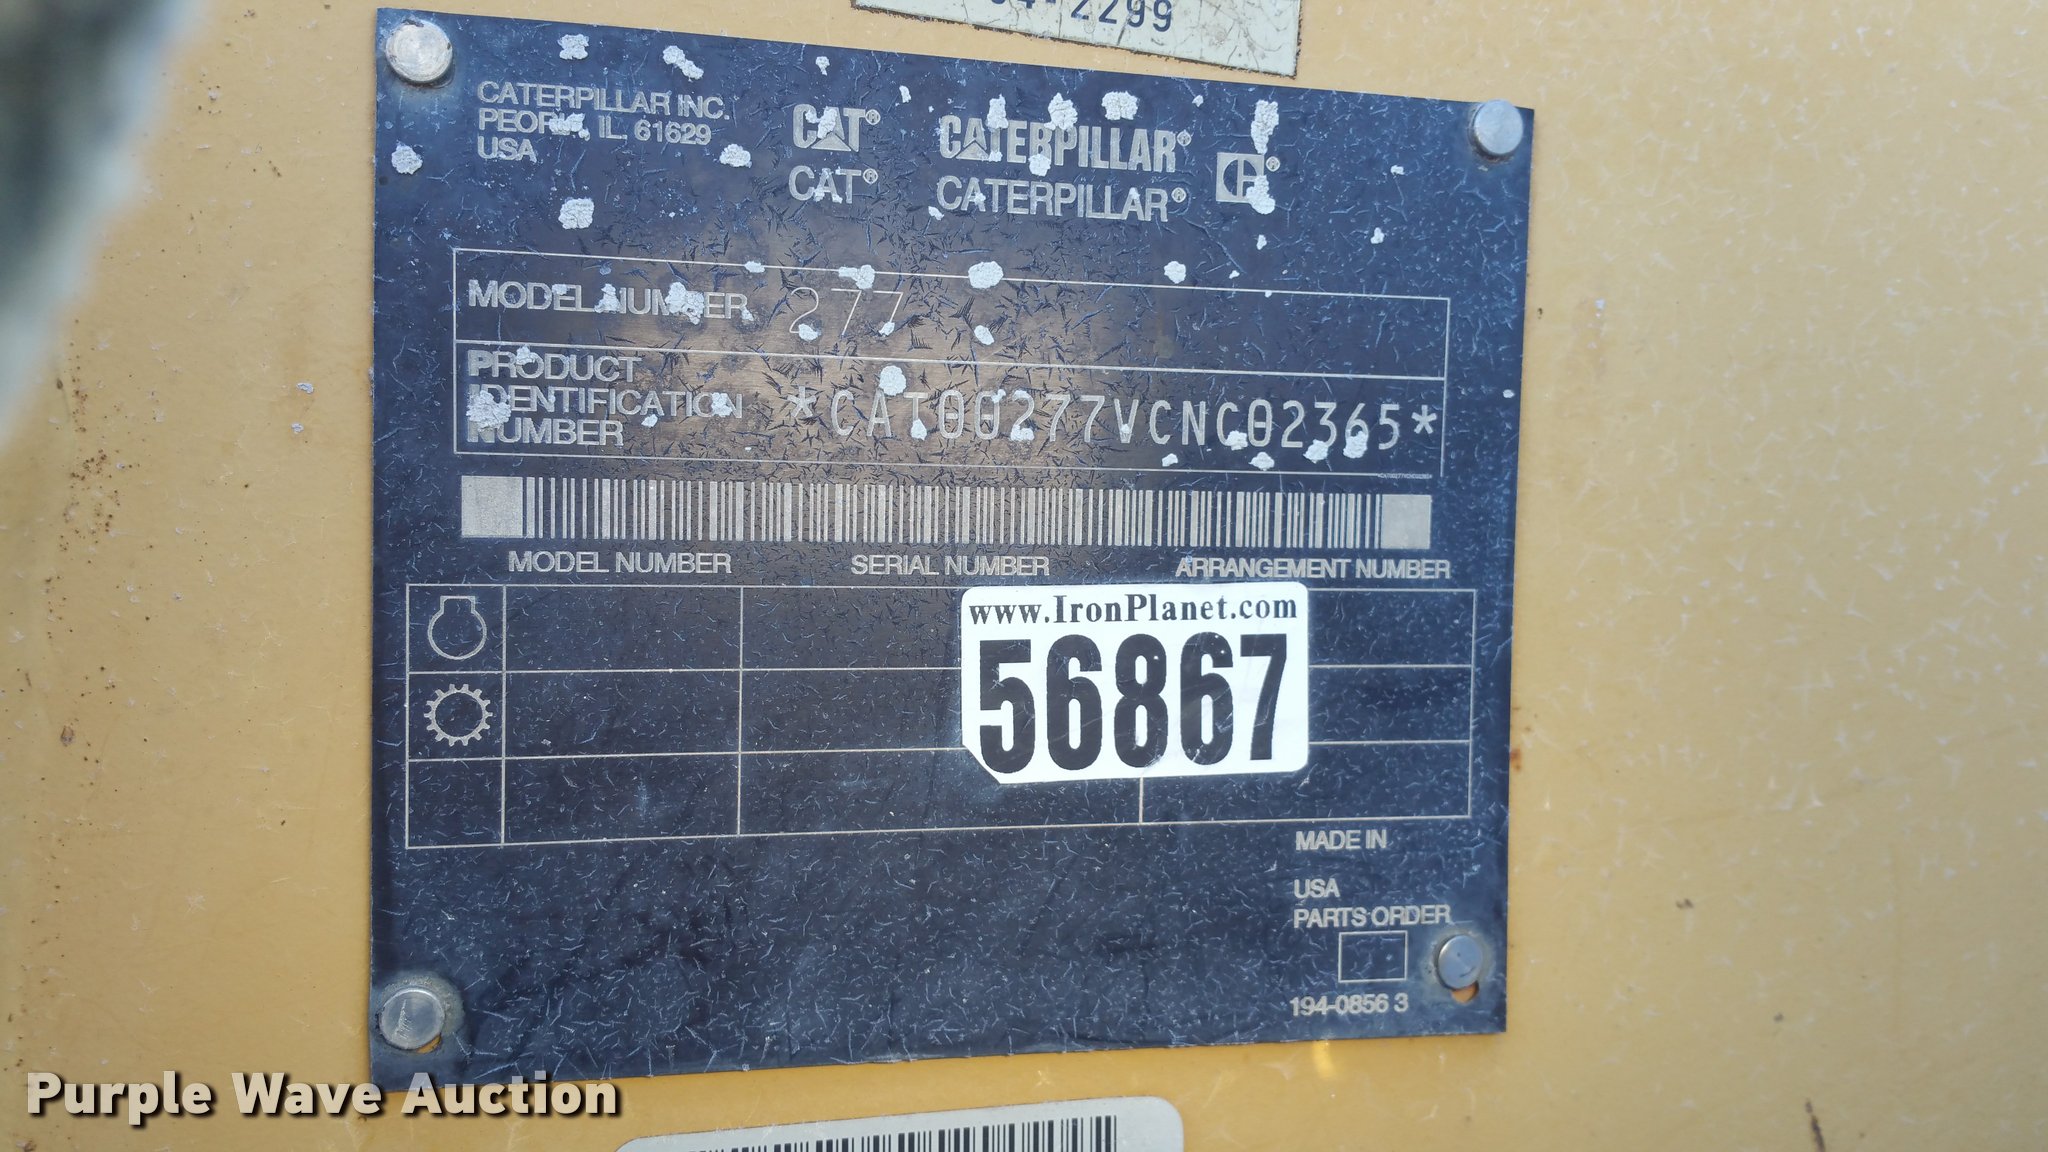 4-2299
CATERPILLAR INC.
PEORIA, IL. 61629
USA
CAT® CATERPILLAR® ®
CAT® CATERPILLAR®
MODEL NUMBER 277
PRODUCT
IDENTIFICATION
NUMBER
*CAT00277VCNC02365*
MODEL NUMBER SERIAL NUMBER ARRANGEMENT NUMBER
www.IronPlanet.com
56867
MADE IN
USA
PARTS ORDER
194-0856 3
Purple Wave Auction